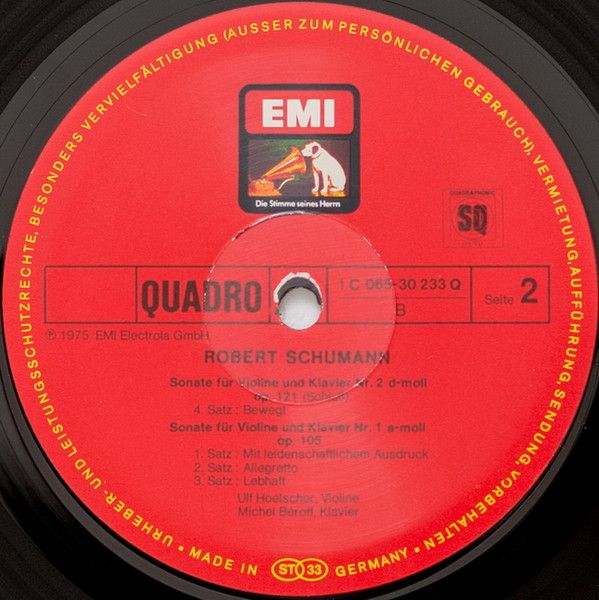 URHEBER- UND LEISTUNGSSCHUTZRECHTE, BESONDERS VERVIELFÄLTIGUNG (AUSSER ZUM PERSÖNLICHEN GEBRAUCH), VERMIETUNG, AUFFÜHRUNG, SENDUNG, VORBEHALTEN •
EMI
Die Stimme seines Herrn
QUADRAPHONIC
SQ
QUADRO
1 C 065-30 233 Q
B
Seite 2
℗ 1975 EMI Electrola GmbH
ROBERT SCHUMANN
Sonate für Violine und Klavier Nr. 2 d-moll
op. 121 (Schluß)
4. Satz: Bewegt
Sonate für Violine und Klavier Nr. 1 a-moll
op. 105
1. Satz: Mit leidenschaftlichem Ausdruck
2. Satz: Allegretto
3. Satz: Lebhaft
Ulf Hoelscher, Violine
Michel Béroff, Klavier
• MADE IN ST 33 GERMANY •